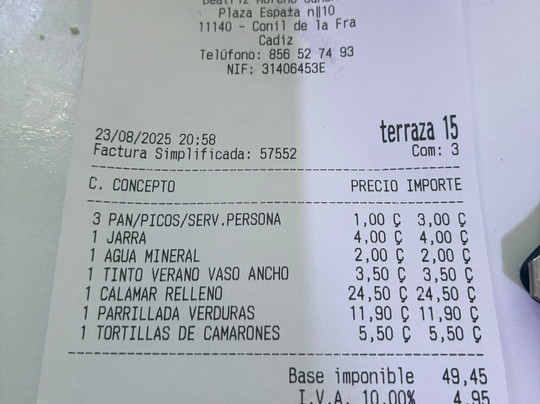 Plaza España nº10
11140 - Conil de la Fra
Cadiz
Telúfono: 856 52 74 93
NIF: 31406453E
23/08/2025 20:58 terraza 15
Factura Simplificada: 57552 Com: 3
C. CONCEPTO PRECIO IMPORTE
3 PAN/PICOS/SERV.PERSONA 1,00 Ç 3,00 Ç
1 JARRA 4,00 Ç 4,00 Ç
1 AGUA MINERAL 2,00 Ç 2,00 Ç
1 TINTO VERANO VASO ANCHO 3,50 Ç 3,50 Ç
1 CALAMAR RELLENO 24,50 Ç 24,50 Ç
1 PARRILLADA VERDURAS 11,90 Ç 11,90 Ç
1 TORTILLAS DE CAMARONES 5,50 Ç 5,50 Ç
Base imponible 49,45
I.V.A. 10.00% 4,95